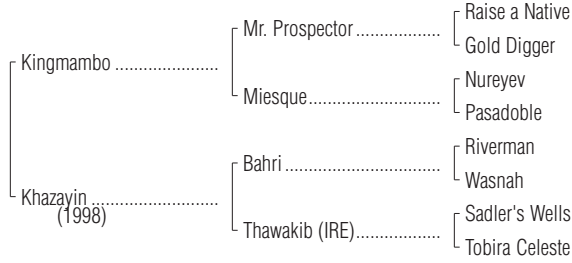 Raise a Native
Mr. Prospector ..................
Gold Digger
Kingmambo ......................
Nureyev
Miesque............................
Pasadoble
Riverman
Bahri .................................
Wasnah
Khazayin ...........................
(1998)
Sadler's Wells
Thawakib (IRE)..................
Tobira Celeste